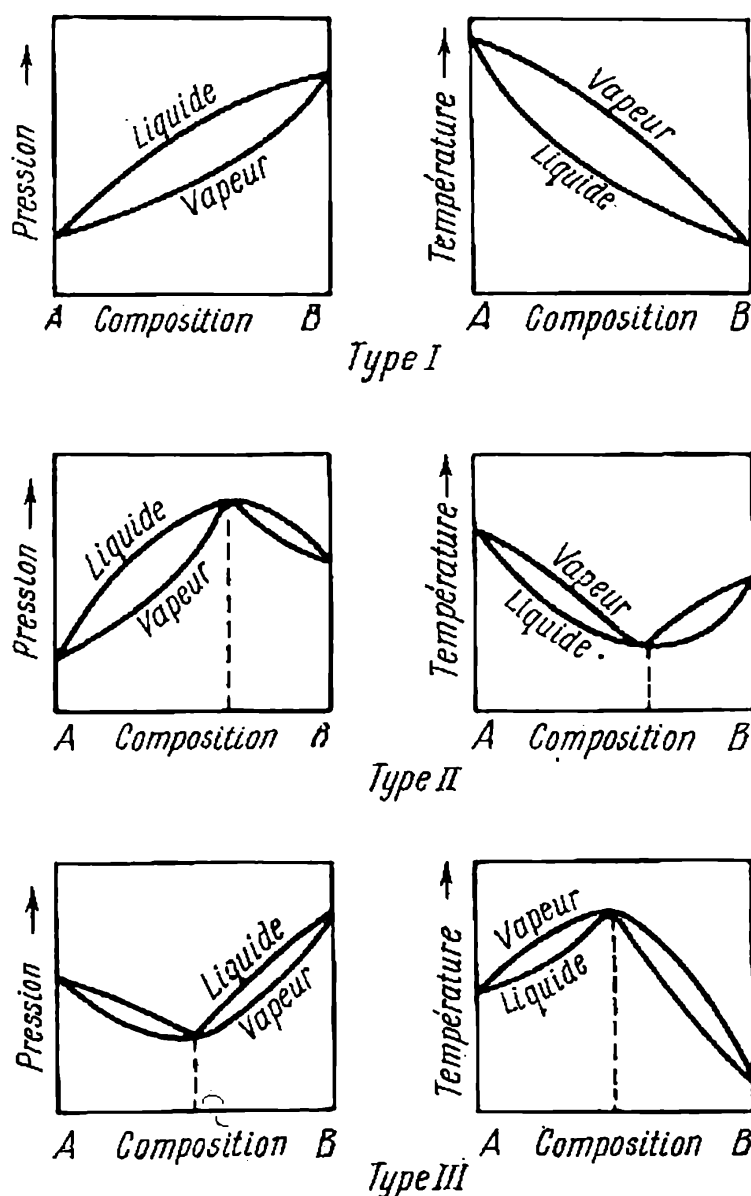 Pression
Liquide
Vapeur
A Composition B
Température
Vapeur
Liquide
A Composition B
Type I
Pression
Liquide
Vapeur
A Composition B
Température
Vapeur
Liquide
A Composition B
Type II
Pression
Liquide
Vapeur
A Composition B
Température
Vapeur
Liquide
A Composition B
Type III